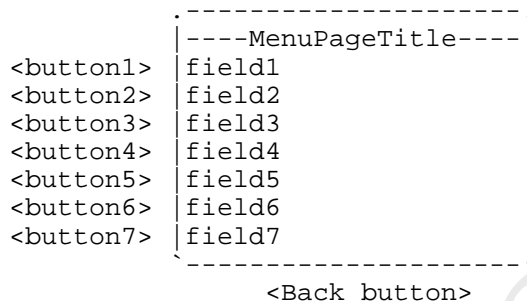 .---------------------
|----MenuPageTitle----
<button1> |field1
<button2> |field2
<button3> |field3
<button4> |field4
<button5> |field5
<button6> |field6
<button7> |field7
`---------------------
<Back button>